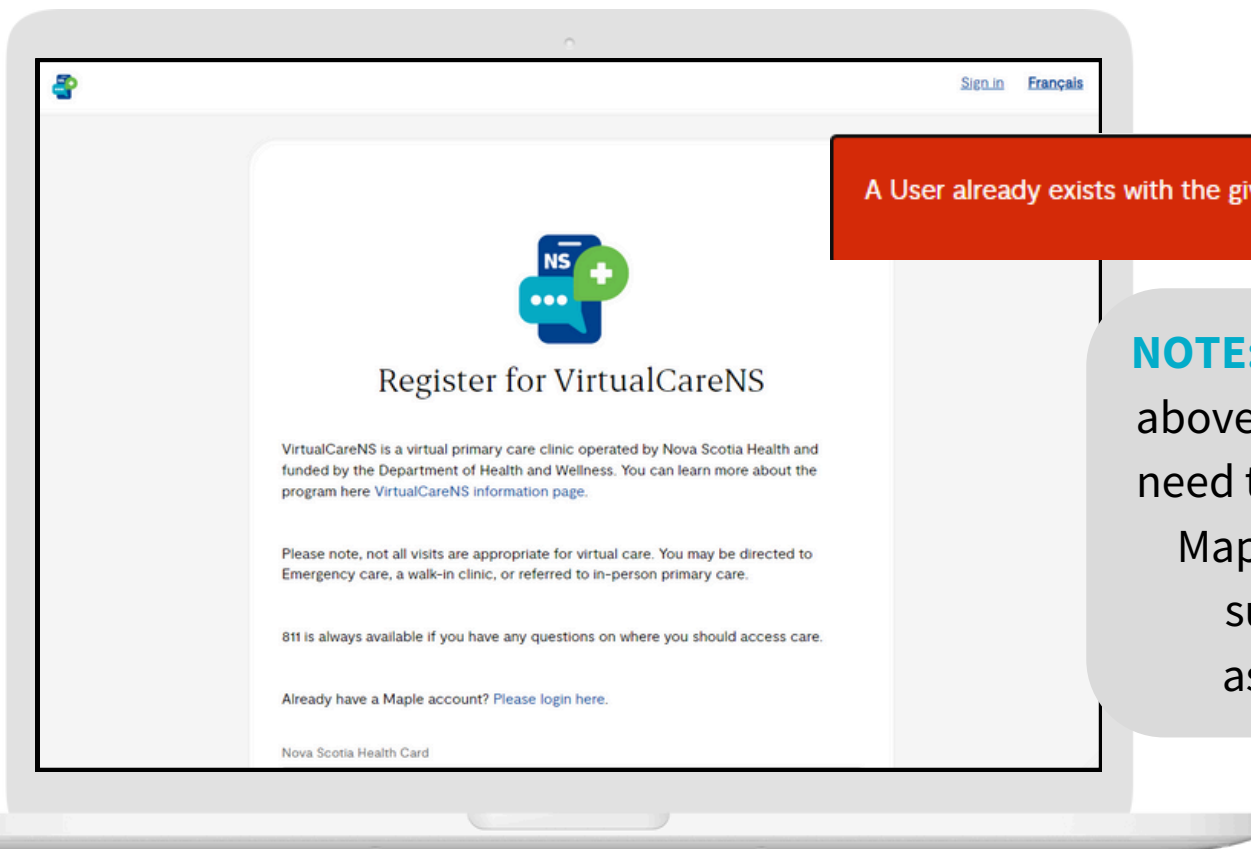 Sign in Français
A User already exists with the
NS
Register for VirtualCareNS
VirtualCareNS is a virtual primary care clinic operated by Nova Scotia Health and
funded by the Department of Health and Wellness. You can learn more about the
program here VirtualCareNS information page.
Please note, not all visits are appropriate for virtual care. You may be directed to
Emergency care, a walk-in clinic, or referred to in-person primary care.
811 is always available if you have any questions on where you should access care.
Already have a Maple account? Please login here.
Nova Scotia Health Card
NOTE:
above
need